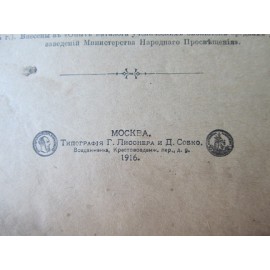 заведеній Министерства Народнаго Просвѣщенія.
МОСКВА.
Типографія Г. Лисснера и Д. Совко.
Воздвиженка, Крестовоздвиж. пер., д. 9.
1916.